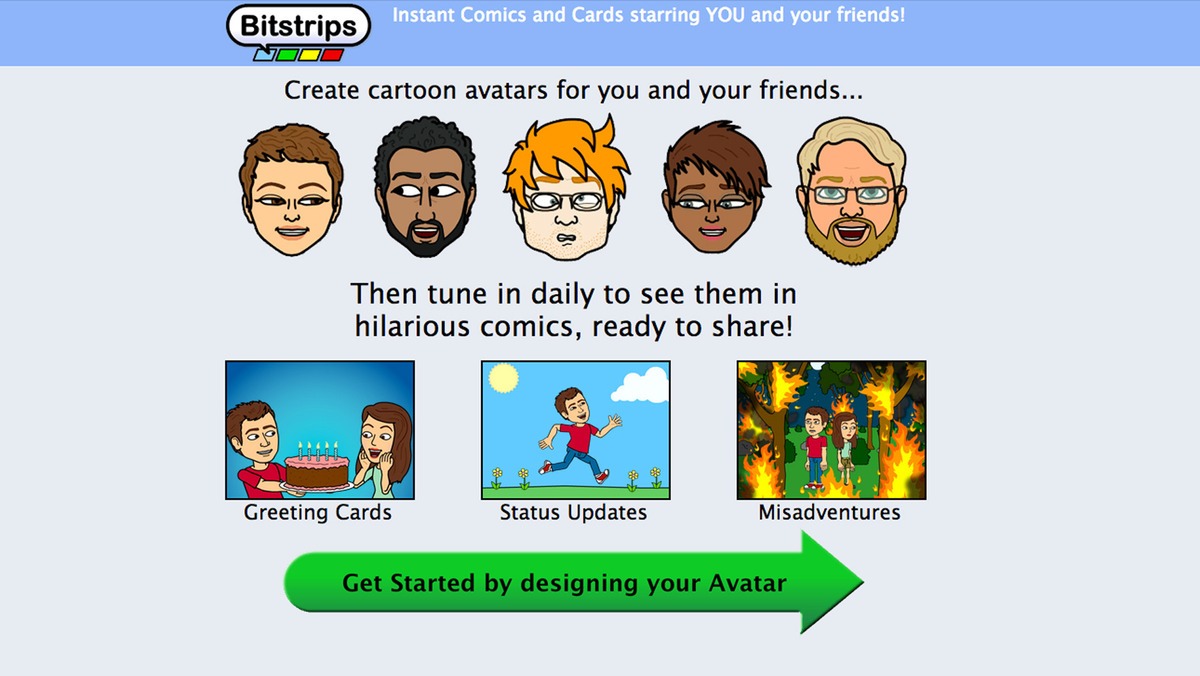 Bitstrips
Instant Comics and Cards starring YOU and your friends!
Create cartoon avatars for you and your friends...
Then tune in daily to see them in
hilarious comics, ready to share!
Greeting Cards
Status Updates
Misadventures
Get Started by designing your Avatar